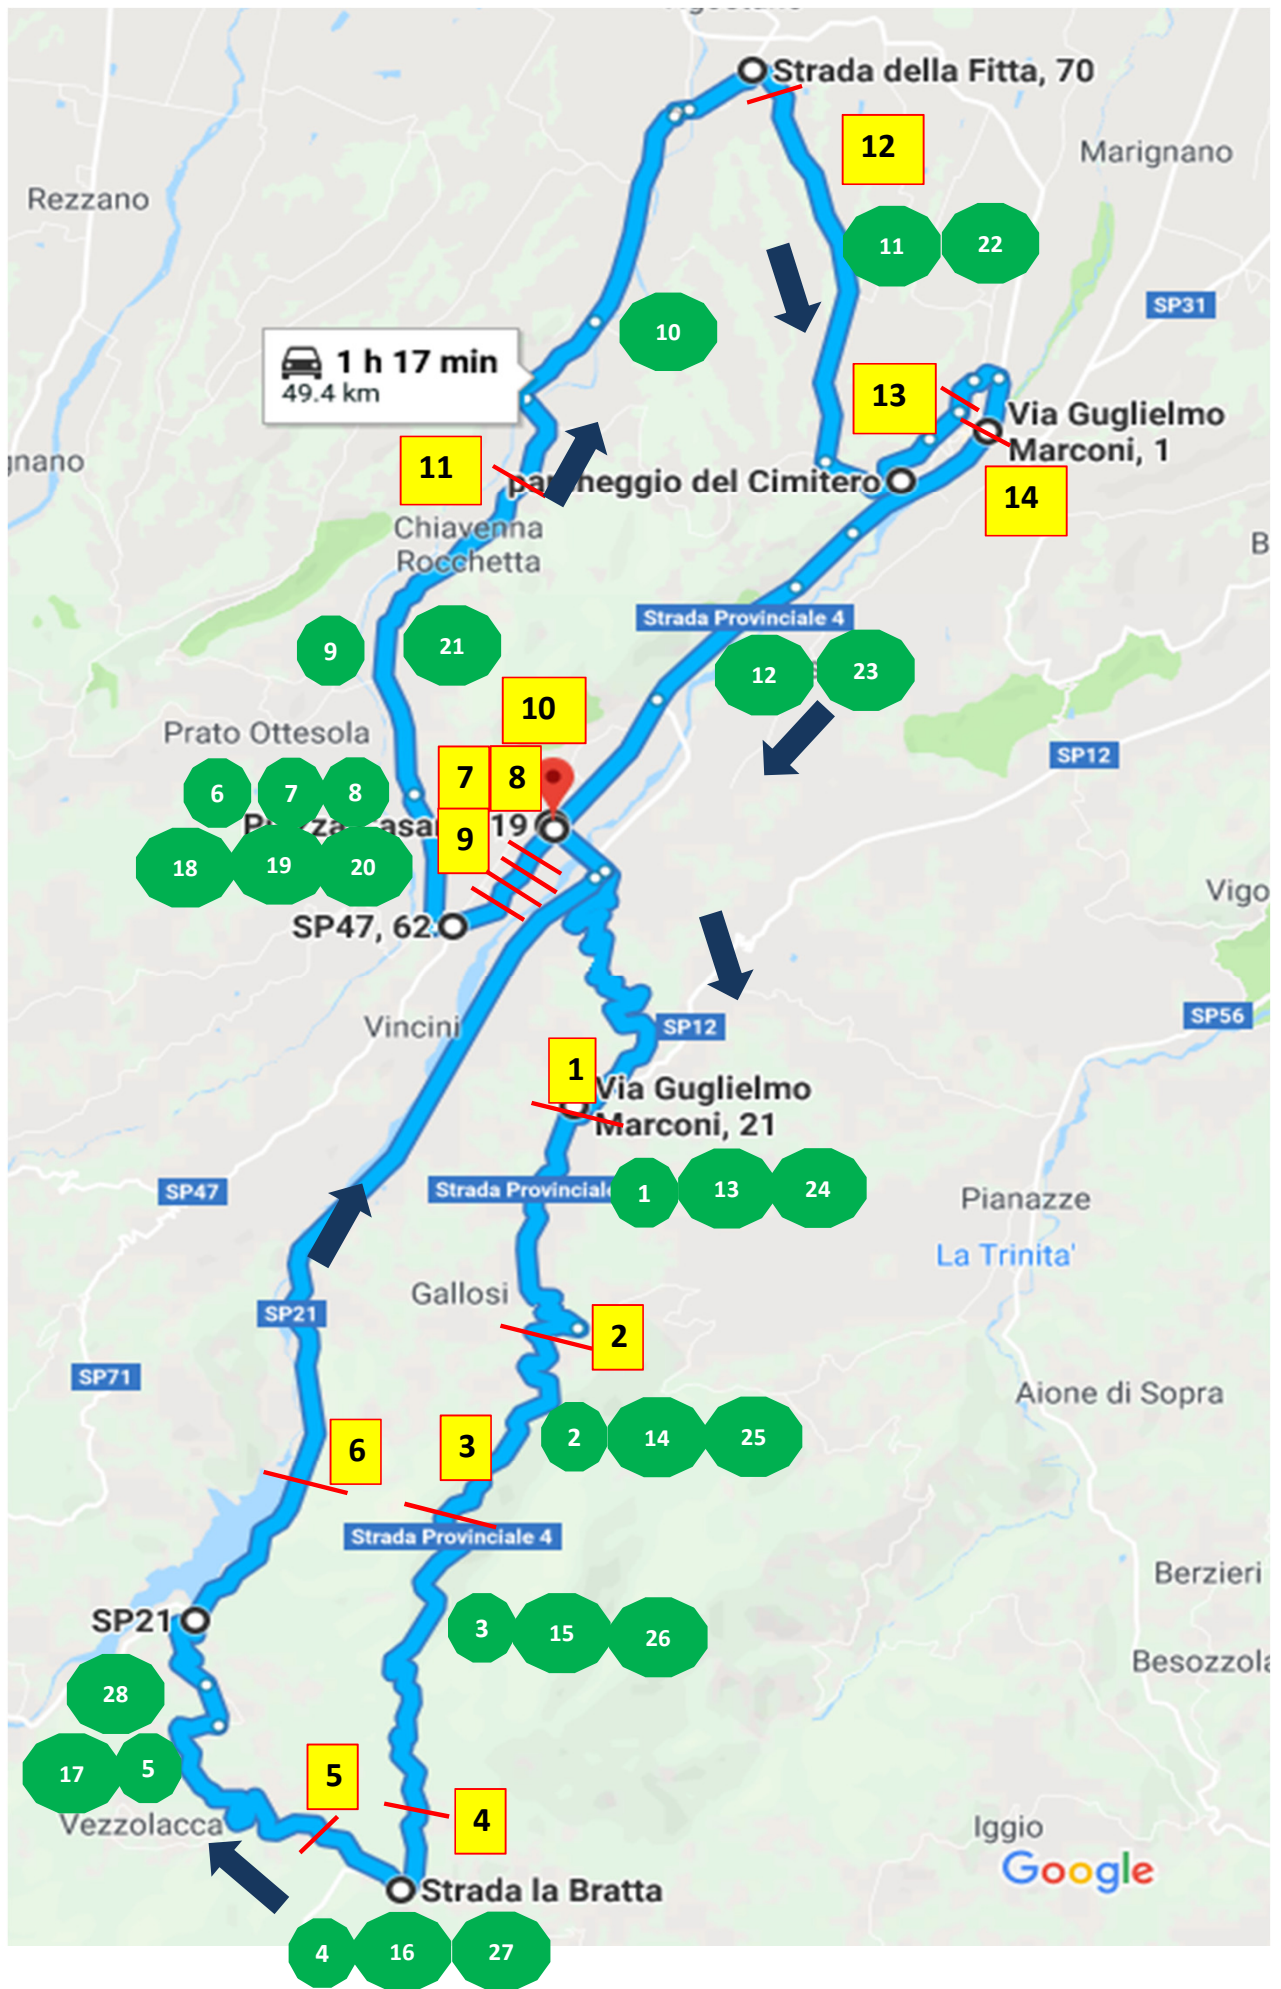 Strada della Fitta, 70
12
Marignano
Rezzano
11
22
SP31
10
1 h 17 min
49.4 km
13
Via Guglielmo
Marconi, 1
gnano
11
parcheggio del Cimitero
14
Chiavenna
Rocchetta
B
Strada Provinciale 4
9
21
12
23
10
Prato Ottesola
SP12
7
8
6
7
8
19
9
18
19
20
Vigo
SP47, 62
SP56
Vincini
SP12
1
Via Guglielmo
Marconi, 21
Strada Provinciale
1
13
24
SP47
Pianazze
La Trinita'
Gallosi
SP21
2
SP71
Aione di Sopra
2
14
25
3
6
Strada Provinciale 4
Berzieri
SP21
3
15
26
Besozzola
28
17
5
5
4
Vezzolacca
Iggio
Google
Strada la Bratta
4
16
27